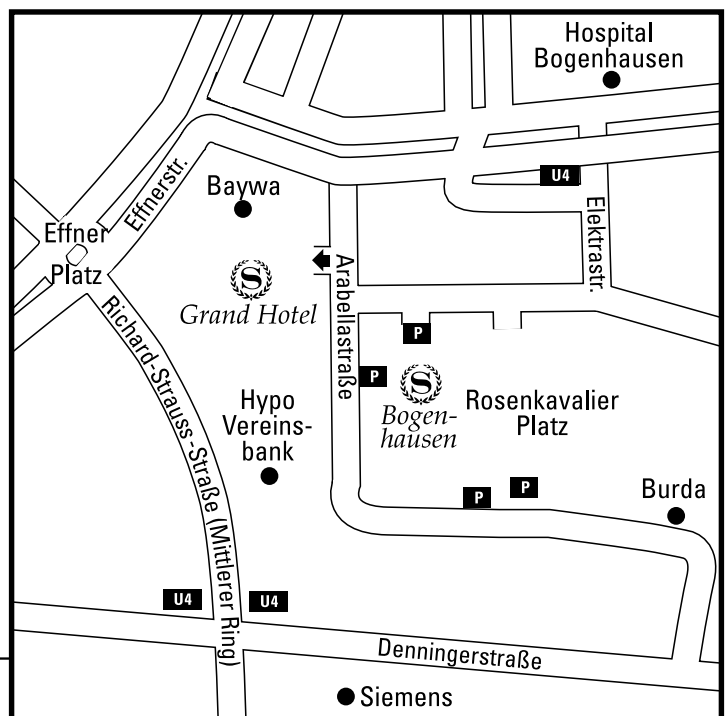 Hospital
Bogenhausen
U4
Baywa
Effnerstr.
Elektrastr.
Effner
Platz
S
Grand Hotel
Arabellastraße
Richard-Strauss-Straße (Mittlerer Ring)
P
P
S
Bogen-
hausen
Rosenkavalier
Platz
Hypo
Vereins-
bank
P
P
Burda
U4
U4
Denningerstraße
Siemens